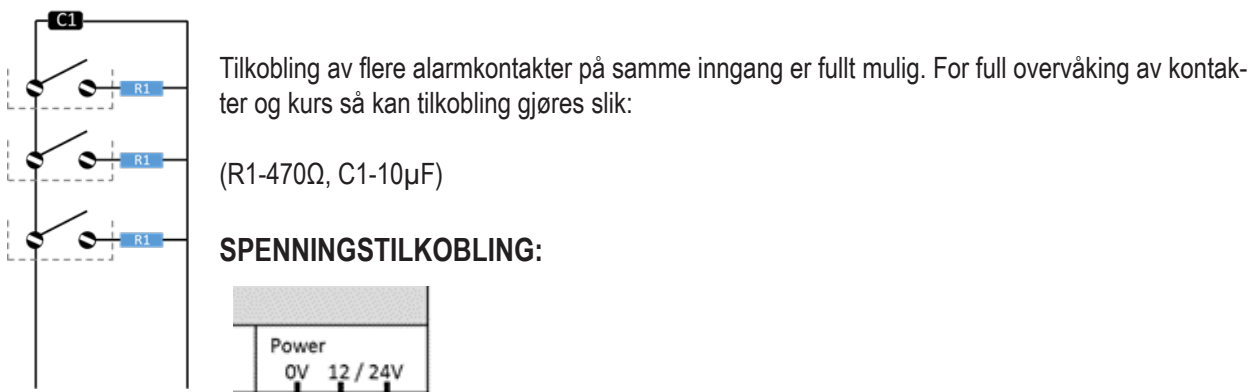 C1
Tilkobling av flere alarmkontakter på samme inngang er fullt mulig. For full overvåking av kontak-
ter og kurs så kan tilkobling gjøres slik:
R1
(R1-470Ω, C1-10µF)
R1
SPENNINGSTILKOBLING:
R1
Power
0V 12 / 24V